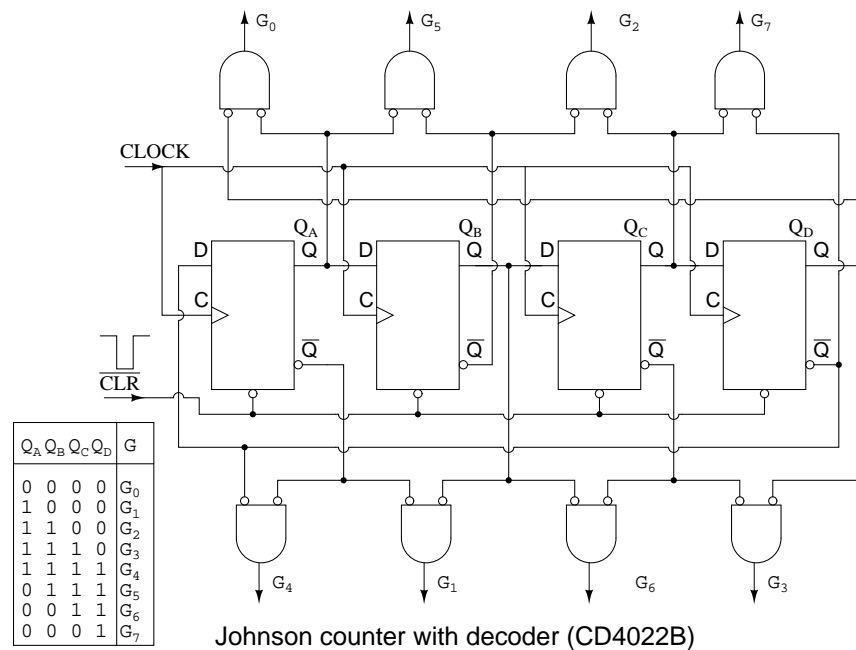 G0 G5 G2 G7
CLOCK
QA QB QC QD
D Q D Q D Q D Q
C C C C
Q Q Q Q
CLR
QA QB QC QD G
0 0 0 0 G0
1 0 0 0 G1
1 1 0 0 G2
1 1 1 0 G3
1 1 1 1 G4
0 1 1 1 G5
0 0 1 1 G6
0 0 0 1 G7
G4 G1 G6 G3
Johnson counter with decoder (CD4022B)